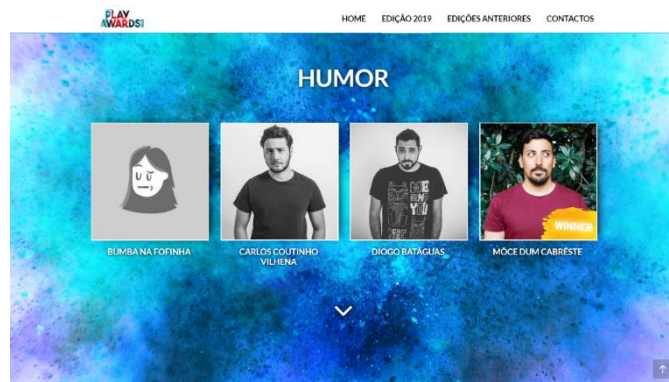 PLAY
AWARDS!
HOME EDIÇÃO 2019 EDIÇÕES ANTERIORES CONTACTOS
HUMOR
WINNER
BUMBA NA FOFINHA
CARLOS COUTINHO
VILHENA
DIOGO BATÁGUAS
MÔCE DUM CABRÉSTE